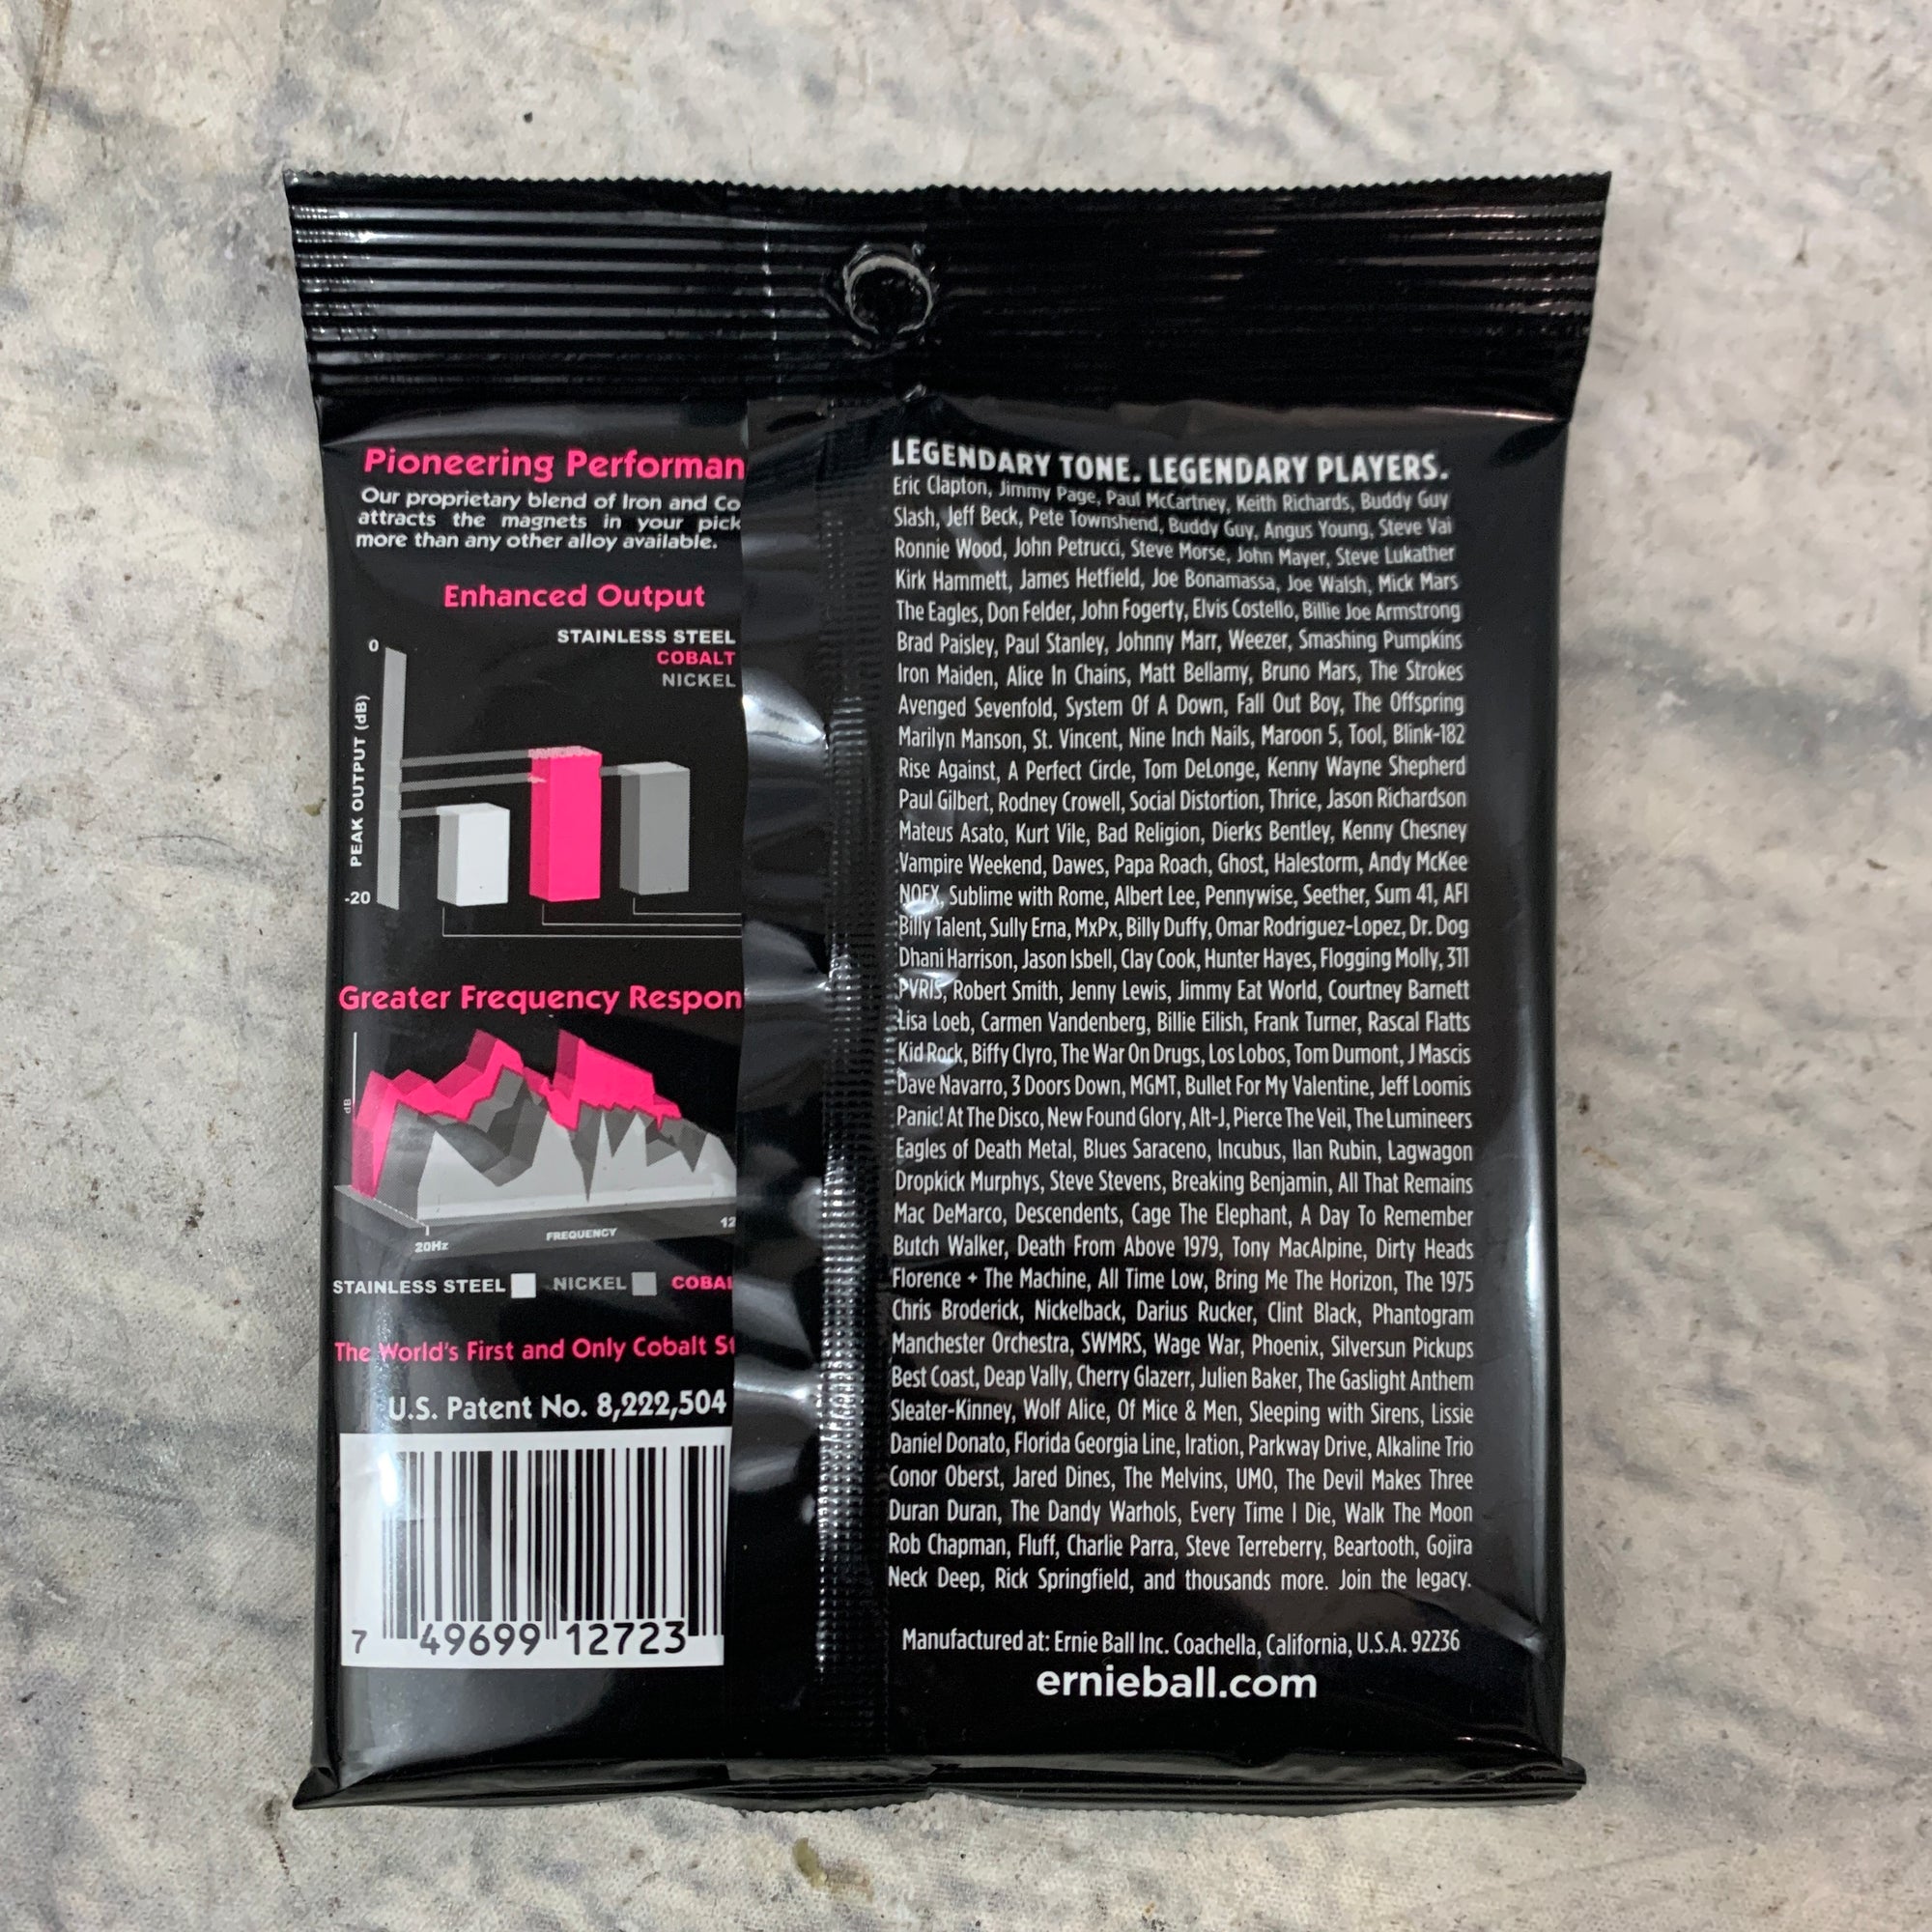 Pioneering Performan
Our proprietary blend of Iron and Co
attracts the magnets in your pick
more than any other alloy available.
Enhanced Output
STAINLESS STEEL
COBALT
NICKEL
0
PEAK OUTPUT (dB)
-20
Greater Frequency Respon
dB
20Hz
FREQUENCY
12
STAINLESS STEEL NICKEL COBAL
The World's First and Only Cobalt St
U.S. Patent No. 8,222,504
7 49699 12723
LEGENDARY TONE. LEGENDARY PLAYERS.
Eric Clapton, Jimmy Page, Paul McCartney, Keith Richards, Buddy Guy
Slash, Jeff Beck, Pete Townshend, Buddy Guy, Angus Young, Steve Vai
Ronnie Wood, John Petrucci, Steve Morse, John Mayer, Steve Lukather
Kirk Hammett, James Hetfield, Joe Bonamassa, Joe Walsh, Mick Mars
The Eagles, Don Felder, John Fogerty, Elvis Costello, Billie Joe Armstrong
Brad Paisley, Paul Stanley, Johnny Marr, Weezer, Smashing Pumpkins
Iron Maiden, Alice In Chains, Matt Bellamy, Bruno Mars, The Strokes
Avenged Sevenfold, System Of A Down, Fall Out Boy, The Offspring
Marilyn Manson, St. Vincent, Nine Inch Nails, Maroon 5, Tool, Blink-182
Rise Against, A Perfect Circle, Tom DeLonge, Kenny Wayne Shepherd
Paul Gilbert, Rodney Crowell, Social Distortion, Thrice, Jason Richardson
Mateus Asato, Kurt Vile, Bad Religion, Dierks Bentley, Kenny Chesney
Vampire Weekend, Dawes, Papa Roach, Ghost, Halestorm, Andy McKee
NOFX, Sublime with Rome, Albert Lee, Pennywise, Seether, Sum 41, AFI
Billy Talent, Sully Erna, MxPx, Billy Duffy, Omar Rodriguez-Lopez, Dr. Dog
Dhani Harrison, Jason Isbell, Clay Cook, Hunter Hayes, Flogging Molly, 311
PVRIS, Robert Smith, Jenny Lewis, Jimmy Eat World, Courtney Barnett
Lisa Loeb, Carmen Vandenberg, Billie Eilish, Frank Turner, Rascal Flatts
Kid Rock, Biffy Clyro, The War On Drugs, Los Lobos, Tom Dumont, J Mascis
Dave Navarro, 3 Doors Down, MGMT, Bullet For My Valentine, Jeff Loomis
Panic! At The Disco, New Found Glory, Alt-J, Pierce The Veil, The Lumineers
Eagles of Death Metal, Blues Saraceno, Incubus, Ilan Rubin, Lagwagon
Dropkick Murphys, Steve Stevens, Breaking Benjamin, All That Remains
Mac DeMarco, Descendents, Cage The Elephant, A Day To Remember
Butch Walker, Death From Above 1979, Tony MacAlpine, Dirty Heads
Florence + The Machine, All Time Low, Bring Me The Horizon, The 1975
Chris Broderick, Nickelback, Darius Rucker, Clint Black, Phantogram
Manchester Orchestra, SWMRS, Wage War, Phoenix, Silversun Pickups
Best Coast, Deap Vally, Cherry Glazerr, Julien Baker, The Gaslight Anthem
Sleater-Kinney, Wolf Alice, Of Mice & Men, Sleeping with Sirens, Lissie
Daniel Donato, Florida Georgia Line, Iration, Parkway Drive, Alkaline Trio
Conor Oberst, Jared Dines, The Melvins, UMO, The Devil Makes Three
Duran Duran, The Dandy Warhols, Every Time I Die, Walk The Moon
Rob Chapman, Fluff, Charlie Parra, Steve Terreberry, Beartooth, Gojira
Neck Deep, Rick Springfield, and thousands more. Join the legacy.
Manufactured at: Ernie Ball Inc. Coachella, California, U.S.A. 92236
ernieball.com